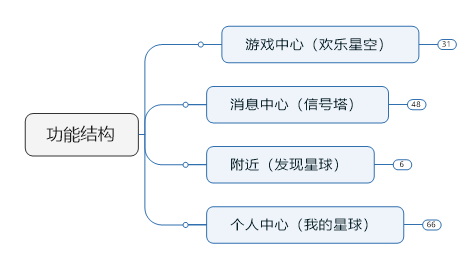 功能结构
游戏中心（欢乐星空）
31
消息中心（信号塔）
48
附近（发现星球）
6
个人中心（我的星球）
66